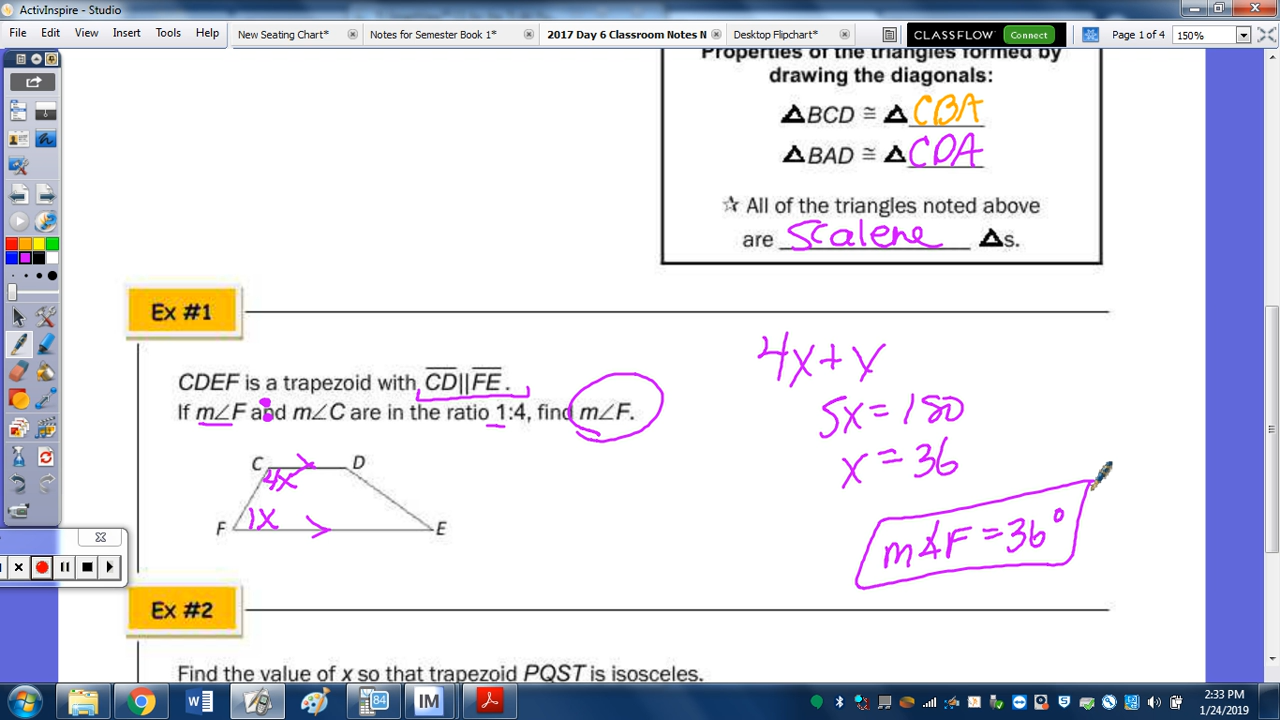 ActivInspire - Studio
File Edit View Insert Tools Help
New Seating Chart*
Notes for Semester Book 1*
2017 Day 6 Classroom Notes N
Desktop Flipchart*
CLASSFLOW
Connect
Page 1 of 4
150%
Properties of the triangles formed by
drawing the diagonals:
△BCD ≅ △CBA
△BAD ≅ △CDA
☆ All of the triangles noted above
are scalene △s.
Ex #1
CDEF is a trapezoid with CD||FE.
If m∠F and m∠C are in the ratio 1:4, find m∠F.
C D
4x
1x
F E
4x + x
5x = 180
x = 36
m∡F = 36°
Ex #2
Find the value of x so that trapezoid PQST is isosceles.
84
IM
5
2:33 PM
1/24/2019